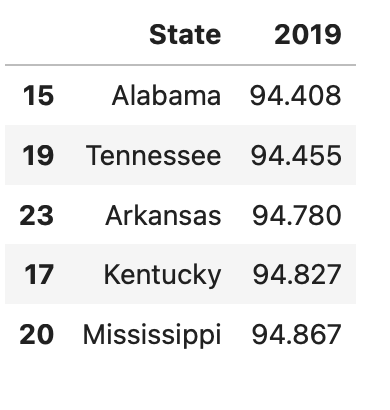 State 2019
15 Alabama 94.408
19 Tennessee 94.455
23 Arkansas 94.780
17 Kentucky 94.827
20 Mississippi 94.867